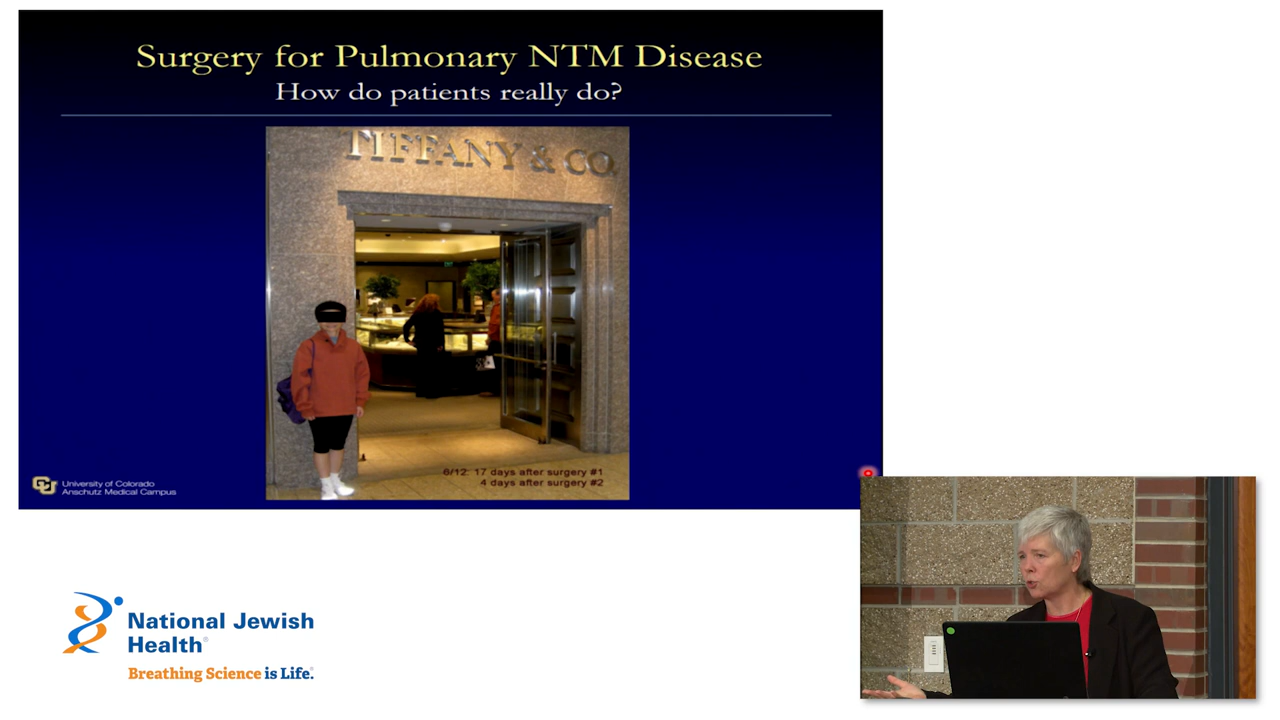 Surgery for Pulmonary NTM Disease
How do patients really do?
TIFFANY & CO.
6/12: 17 days after surgery #1
4 days after surgery #2
CU
University of Colorado
Anschutz Medical Campus
National Jewish
Health®
Breathing Science is Life.®